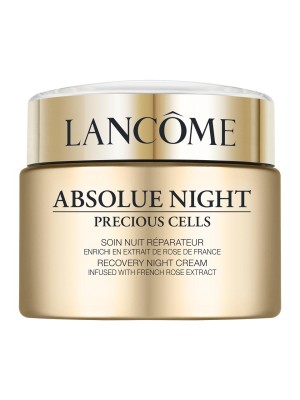 LANCÔME
ABSOLUE NIGHT
PRECIOUS CELLS
SOIN NUIT RÉPARATEUR
ENRICHI EN EXTRAIT DE ROSE DE FRANCE
RECOVERY NIGHT CREAM
INFUSED WITH FRENCH ROSE EXTRACT